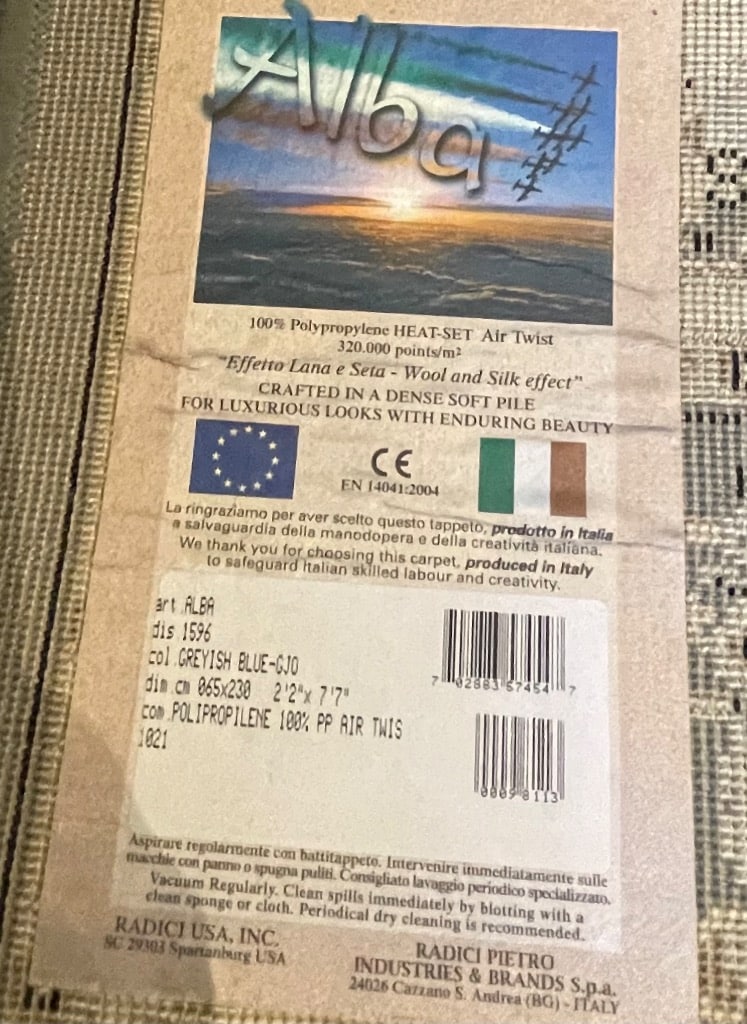 Alba
100% Polypropylene HEAT-SET Air Twist
320.000 points/m²
"Effetto Lana e Seta - Wool and Silk effect"
CRAFTED IN A DENSE SOFT PILE
FOR LUXURIOUS LOOKS WITH ENDURING BEAUTY
CE
EN 14041:2004
La ringraziamo per aver scelto questo tappeto, prodotto in Italia
a salvaguardia della manodopera e della creatività italiana.
We thank you for choosing this carpet, produced in Italy
to safeguard Italian skilled labour and creativity.
art.ALBA
dis 1596
col.GREYISH BLUE-GJO
dim.cm 065x230 2'2"x 7'7"
com.POLIPROPILENE 100% PP AIR TWIS
1021
7 02883 67454 7
00098113
Aspirare regolarmente con battitappeto. Intervenire immediatamente sulle
macchie con panno o spugna puliti. Consigliato lavaggio periodico specializzato.
Vacuum Regularly. Clean spills immediately by blotting with a
clean sponge or cloth. Periodical dry cleaning is recommended.
RADICI USA, INC.
SC 29303 Spartanburg USA
RADICI PIETRO
INDUSTRIES & BRANDS S.p.a.
24026 Cazzano S. Andrea (BG) - ITALY